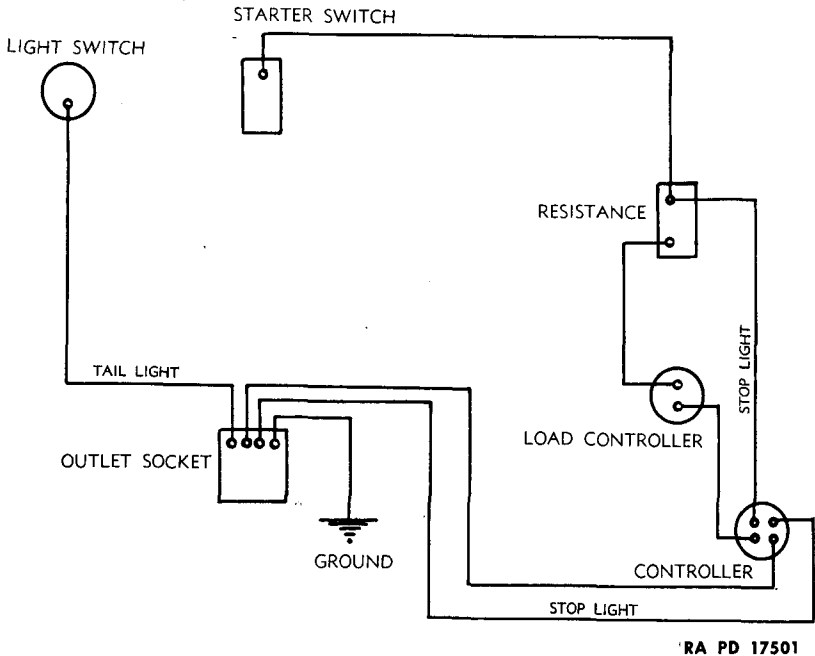 STARTER SWITCH
LIGHT SWITCH
RESISTANCE
STOP LIGHT
TAIL LIGHT
LOAD CONTROLLER
OUTLET SOCKET
GROUND
CONTROLLER
STOP LIGHT
RA PD 17501